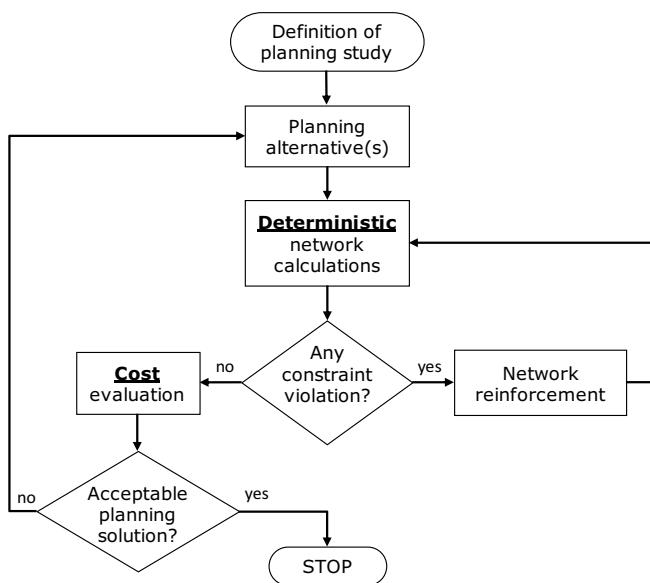 Definition of
planning study
Planning
alternative(s)
Deterministic
network
calculations
Any
constraint
violation?
no
yes
Cost
evaluation
Network
reinforcement
Acceptable
planning
solution?
no
yes
STOP